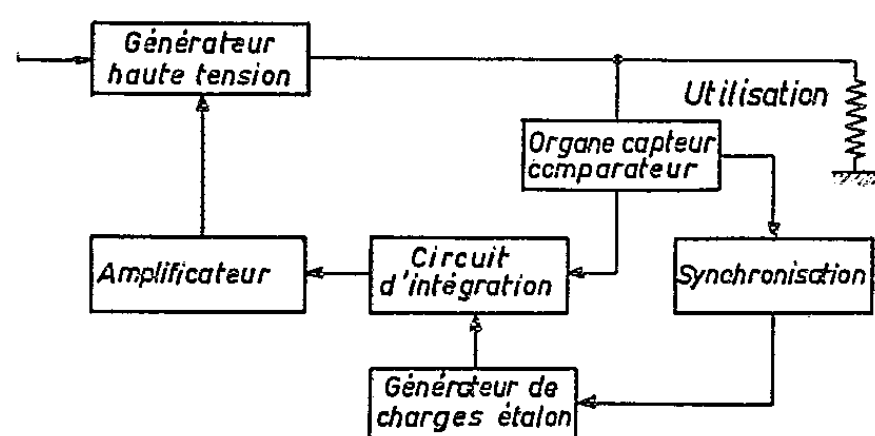 Générateur
haute tension
Utilisation
Organe capteur
comparateur
Amplificateur
Circuit
d'intégration
Synchronisation
Générateur de
charges étalon